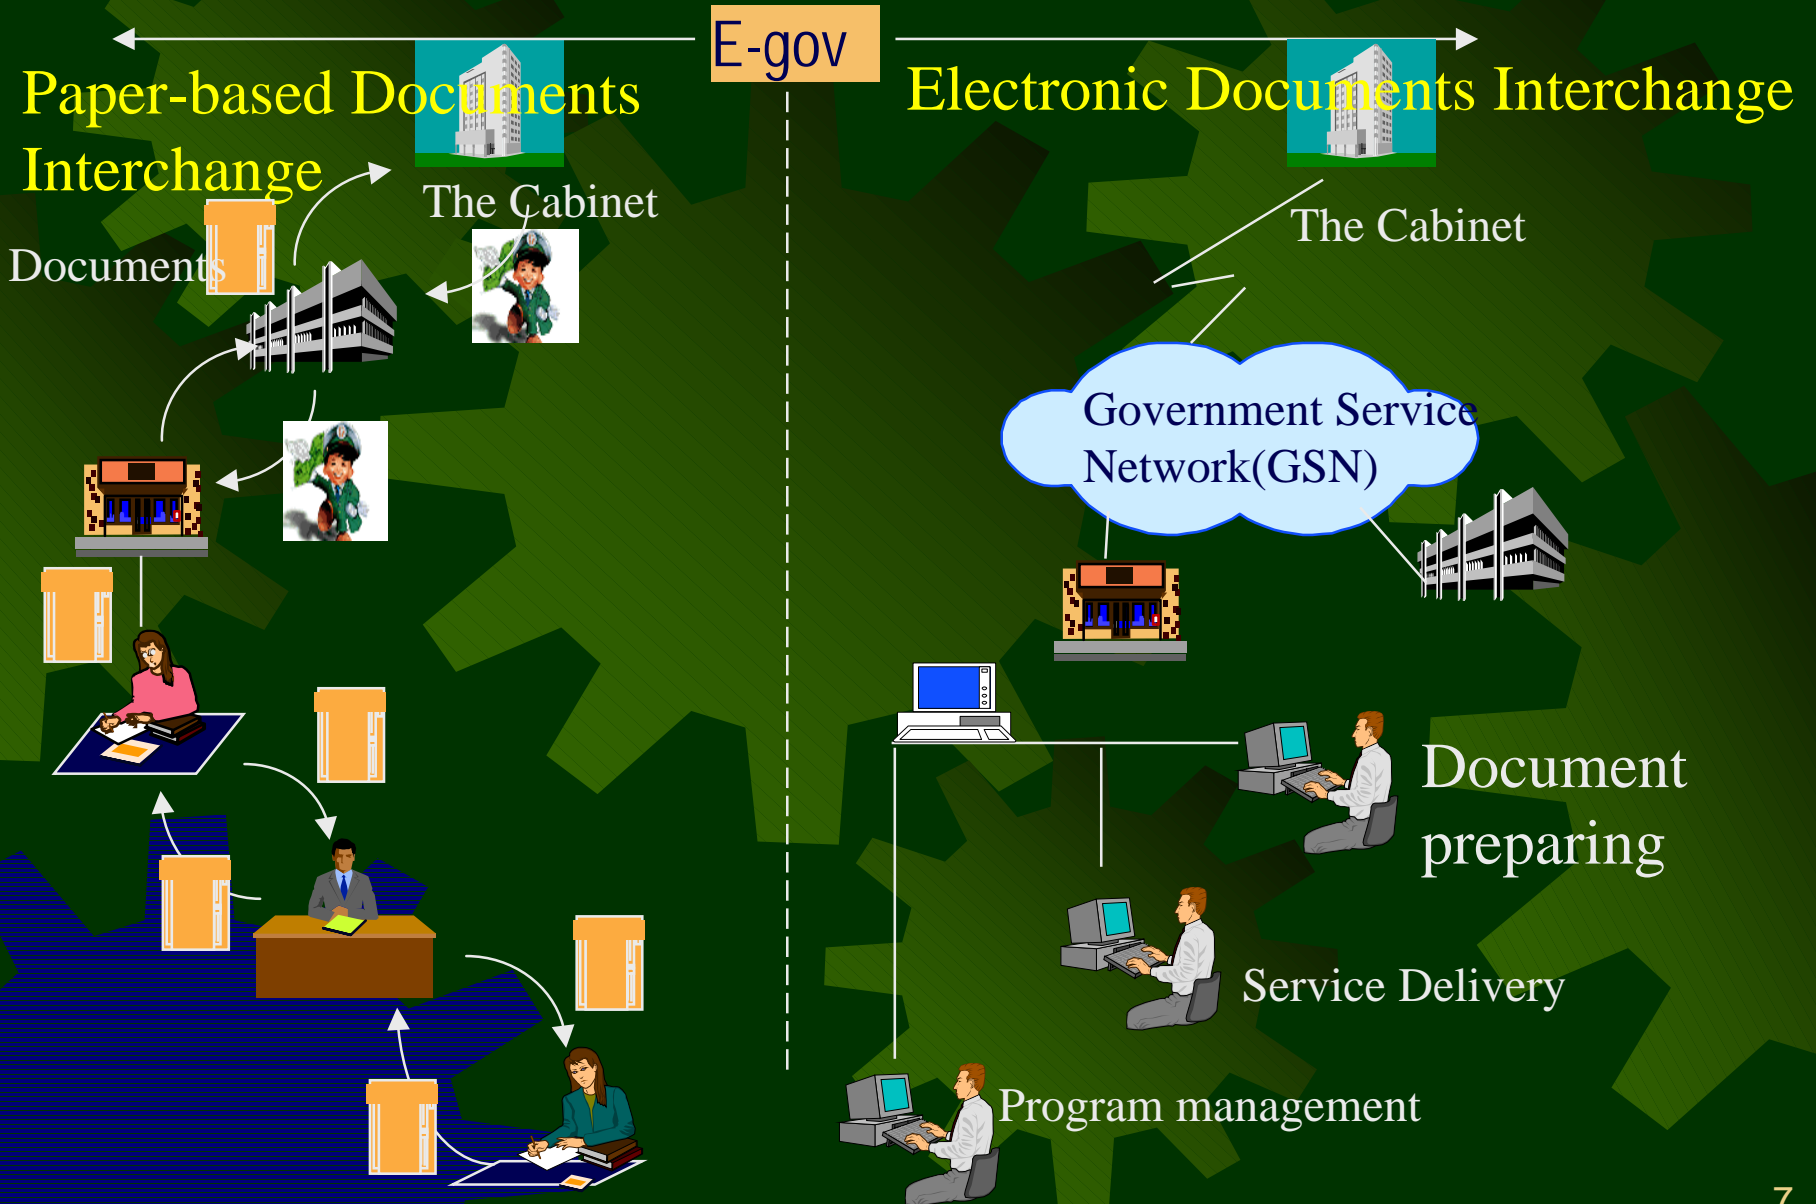 E-gov
Paper-based Documents
Interchange
The Cabinet
Documents
Electronic Documents Interchange
The Cabinet
Government Service
Network(GSN)
Document
preparing
Service Delivery
Program management
7